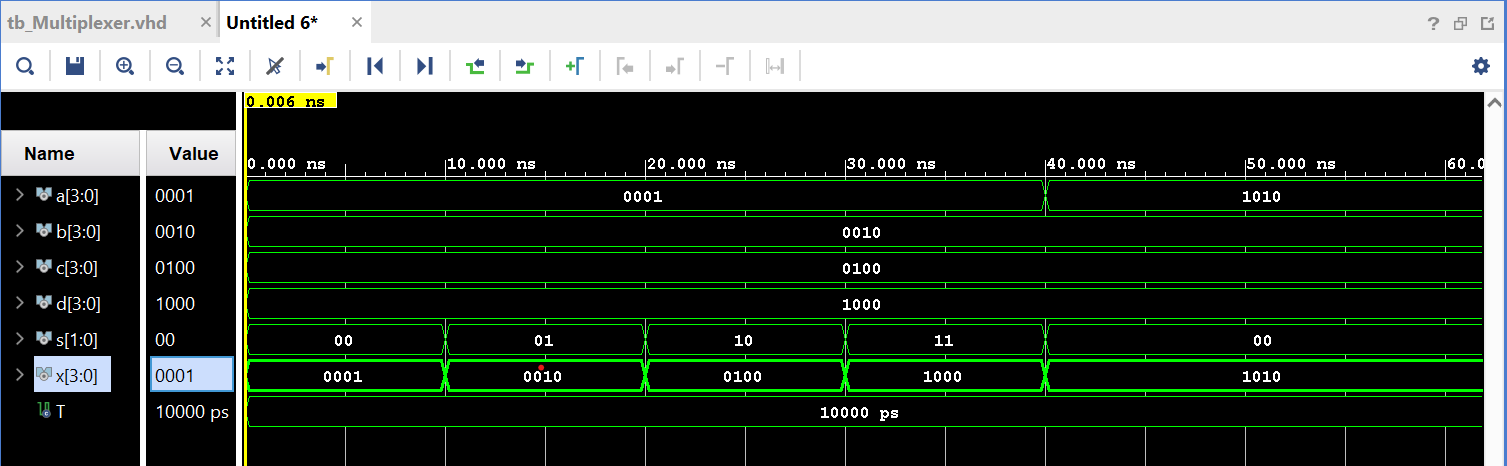 tb_Multiplexer.vhd × Untitled 6* × ?
0.006 ns
Name Value 0.000 ns 10.000 ns 20.000 ns 30.000 ns 40.000 ns 50.000 ns 60.0
a[3:0] 0001 0001 1010
b[3:0] 0010 0010
c[3:0] 0100 0100
d[3:0] 1000 1000
s[1:0] 00 00 01 10 11 00
x[3:0] 0001 0001 0010 0100 1000 1010
T 10000 ps 10000 ps